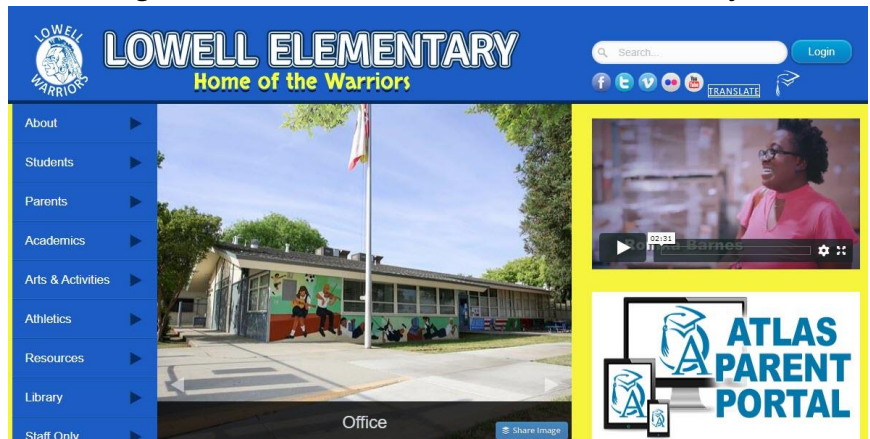 LOWELL
WARRIORS
LOWELL ELEMENTARY
Home of the Warriors
Search...
Login
TRANSLATE
About
Students
Parents
Academics
Arts & Activities
Athletics
Resources
Library
Staff Only
Office
Share Image
02:31
Barnes
ATLAS
PARENT
PORTAL